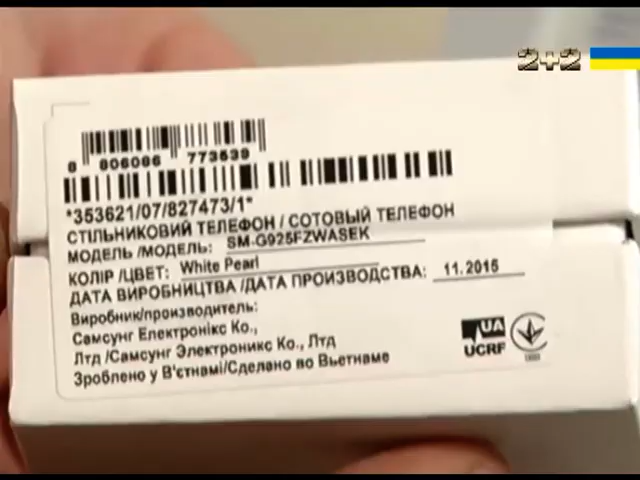 2+2
8 806086 773539
*353621/07/827473/1*
СТІЛЬНИКОВИЙ ТЕЛЕФОН / СОТОВЫЙ ТЕЛЕФОН
МОДЕЛЬ /МОДЕЛЬ: SM-G925FZWASEK
КОЛІР /ЦВЕТ: White Pearl
ДАТА ВИРОБНИЦТВА /ДАТА ПРОИЗВОДСТВА: 11.2015
Виробник/производитель:
Самсунг Електронікс Ко.,
Лтд /Самсунг Электроникс Ко., Лтд
Зроблено у В'єтнамі/Сделано во Вьетнаме
UA
UCRF